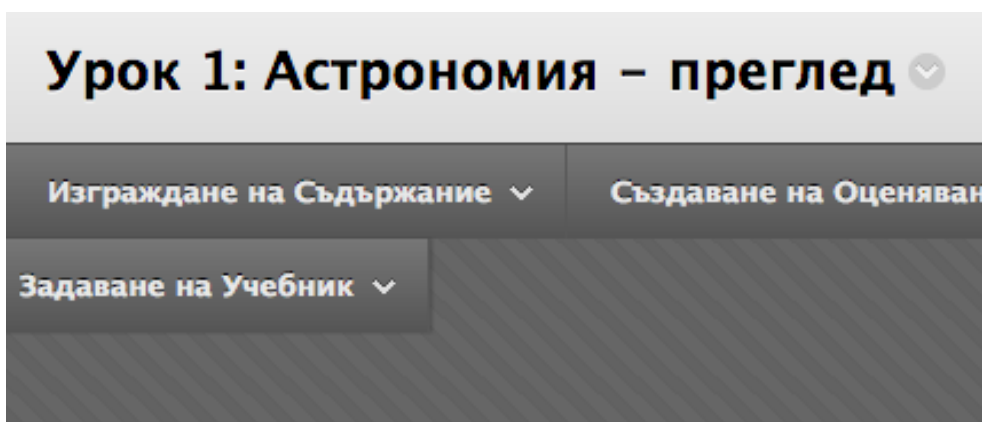 Урок 1: Астрономия – преглед
Изграждане на Съдържание Създаване на Оценяван
Задаване на Учебник